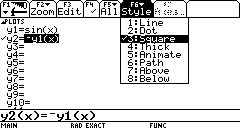 F1 F2 Zoom F3 Edit F4 ✓ F5 All F6 Style
▲PLOTS
y1=sin(x)
✓y2=-y1(x)
y3=
y4=
y5=
y6=
y7=
y8=
y9=
y10=
1:Line
2:Dot
✓3:Square
4:Thick
5:Animate
6:Path
7:Above
8:Below
y2(x)=-y1(x)
MAIN RAD EXACT FUNC